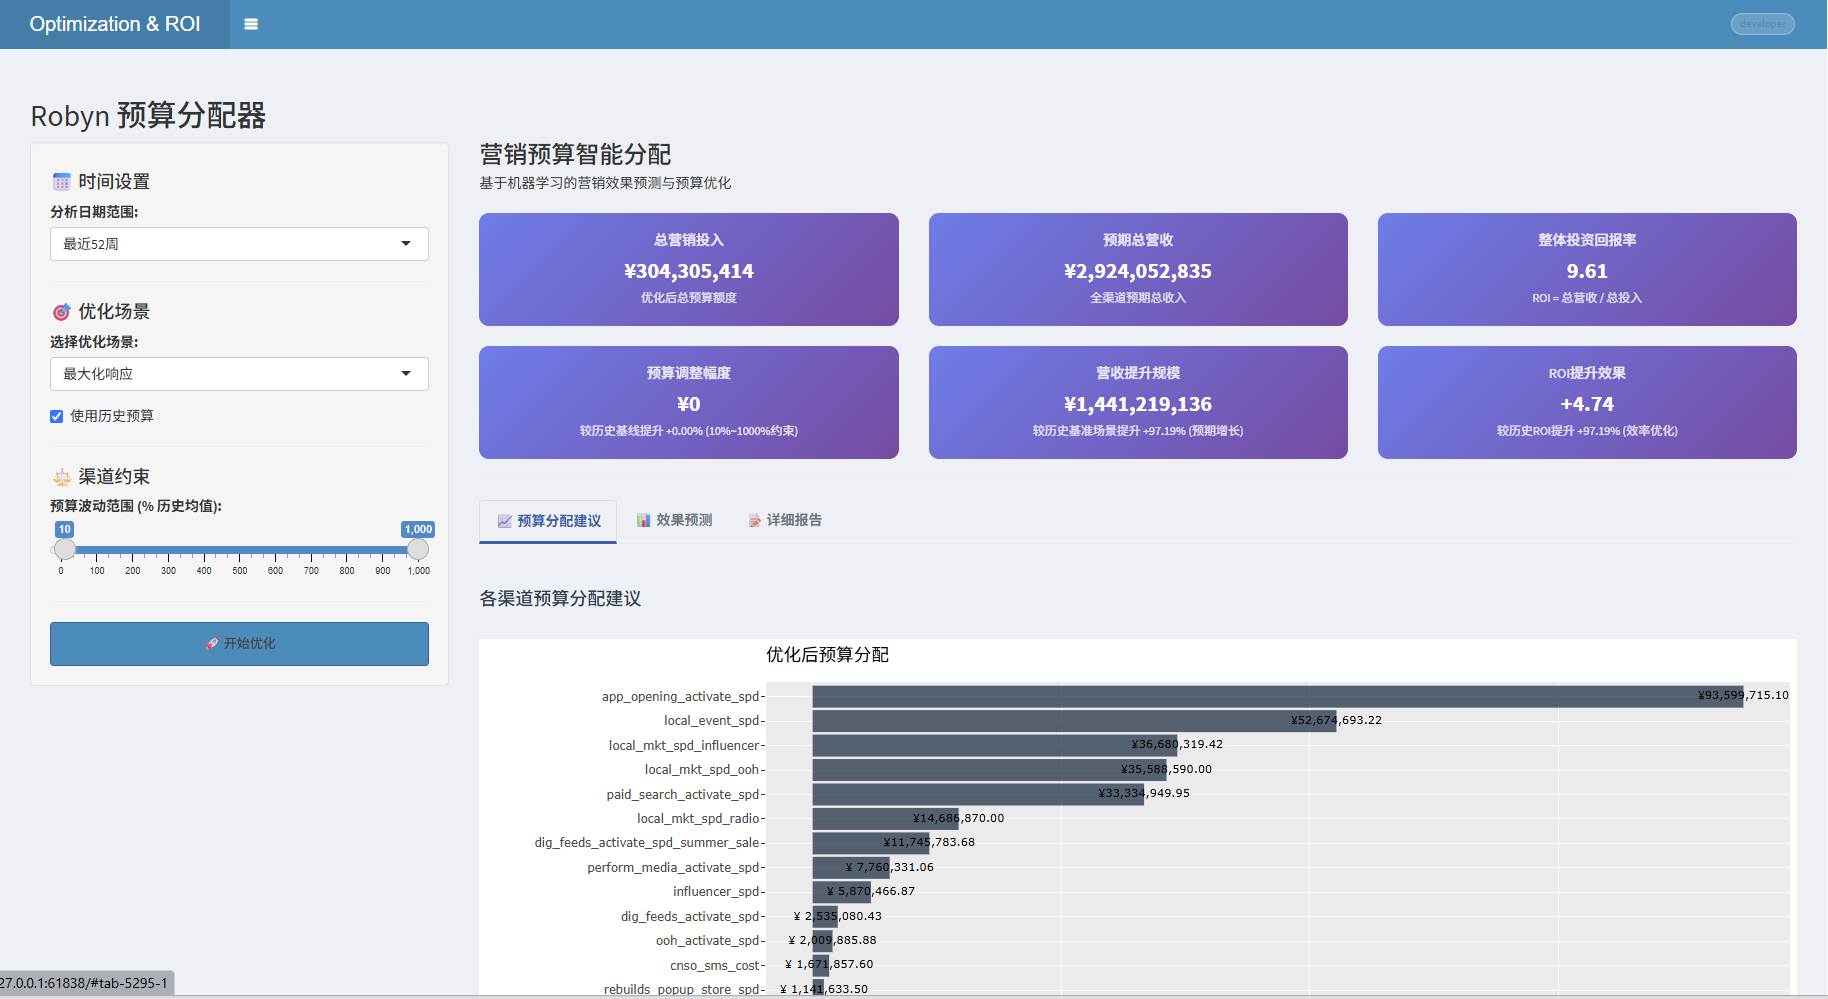 Optimization & ROI
developer
Robyn 预算分配器
时间设置
分析日期范围:
最近52周
优化场景
选择优化场景:
最大化响应
使用历史预算
渠道约束
预算波动范围 (% 历史均值):
10 1,000
0 100 200 300 400 500 600 700 800 900 1,000
开始优化
营销预算智能分配
基于机器学习的营销效果预测与预算优化
总营销投入
¥304,305,414
优化后总预算额度
预期总营收
¥2,924,052,835
全渠道预期总收入
整体投资回报率
9.61
ROI = 总营收 / 总投入
预算调整幅度
¥0
较历史基线提升 +0.00% (10%~1000%约束)
营收提升规模
¥1,441,219,136
较历史基准场景提升 +97.19% (预期增长)
ROI提升效果
+4.74
较历史ROI提升 +97.19% (效率优化)
预算分配建议 效果预测 详细报告
各渠道预算分配建议
优化后预算分配
app_opening_activate_spd ¥93,599,715.10
local_event_spd ¥52,674,693.22
local_mkt_spd_influencer ¥36,680,319.42
local_mkt_spd_ooh ¥35,588,590.00
paid_search_activate_spd ¥33,334,949.95
local_mkt_spd_radio ¥14,686,870.00
dig_feeds_activate_spd_summer_sale ¥11,745,783.68
perform_media_activate_spd ¥ 7,760,331.06
influencer_spd ¥ 5,870,466.87
dig_feeds_activate_spd ¥ 2,535,080.43
ooh_activate_spd ¥ 2,009,885.88
cnso_sms_cost ¥ 1,671,857.60
rebuilds_popup_store_spd ¥ 1,141,633.50
27.0.0.1:61838/#tab-5295-1